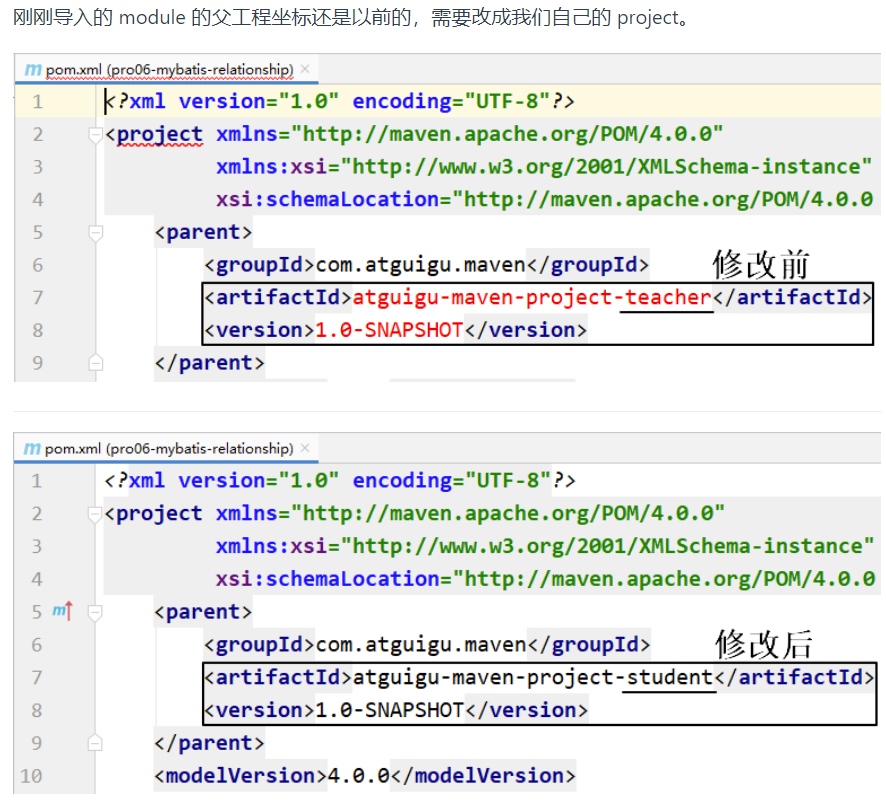 刚刚导入的 module 的父工程坐标还是以前的，需要改成我们自己的 project。
m pom.xml (pro06-mybatis-relationship) ×
1 <?xml version="1.0" encoding="UTF-8"?>
2 <project xmlns="http://maven.apache.org/POM/4.0.0"
3 xmlns:xsi="http://www.w3.org/2001/XMLSchema-instance"
4 xsi:schemaLocation="http://maven.apache.org/POM/4.0.0
5 <parent>
6 <groupId>com.atguigu.maven</groupId> 修改前
7 <artifactId>atguigu-maven-project-teacher</artifactId>
8 <version>1.0-SNAPSHOT</version>
9 </parent>
m pom.xml (pro06-mybatis-relationship) ×
1 <?xml version="1.0" encoding="UTF-8"?>
2 <project xmlns="http://maven.apache.org/POM/4.0.0"
3 xmlns:xsi="http://www.w3.org/2001/XMLSchema-instance"
4 xsi:schemaLocation="http://maven.apache.org/POM/4.0.0
5 m↑ <parent>
6 <groupId>com.atguigu.maven</groupId> 修改后
7 <artifactId>atguigu-maven-project-student</artifactId>
8 <version>1.0-SNAPSHOT</version>
9 </parent>
10 <modelVersion>4.0.0</modelVersion>